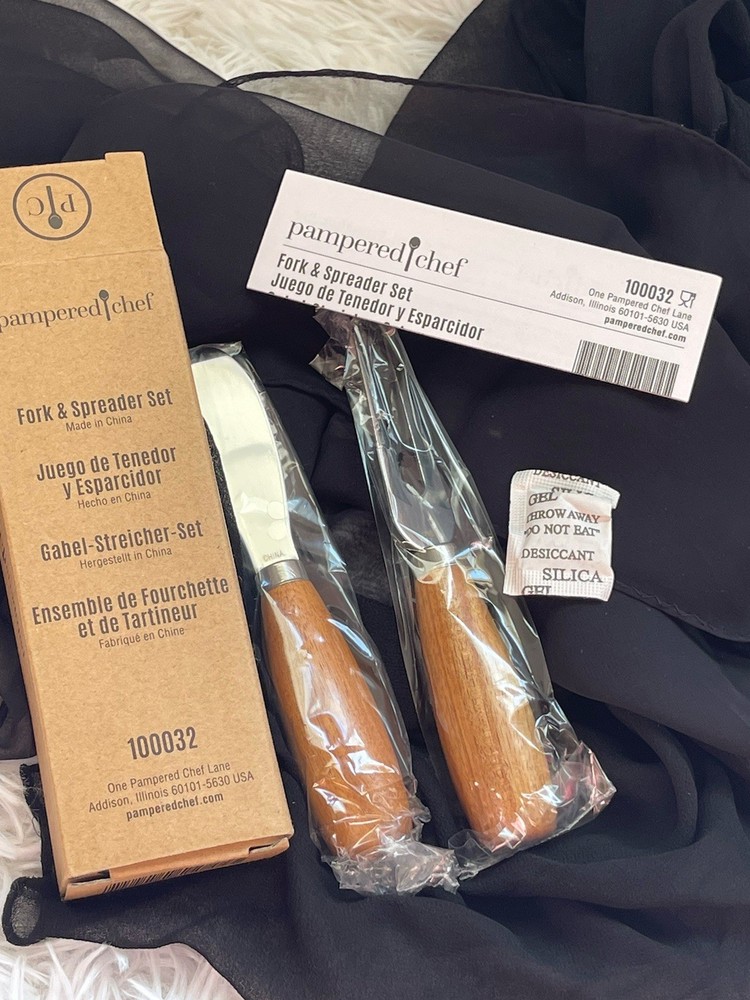 PC
pampered chef
Fork & Spreader Set
Made in China
Juego de Tenedor
y Esparcidor
Hecho en China
Gabel-Streicher-Set
Hergestellt in China
Ensemble de Fourchette
et de Tartineur
Fabriqué en Chine
100032
One Pampered Chef Lane
Addison, Illinois 60101-5630 USA
pamperedchef.com
pampered chef
Fork & Spreader Set
Juego de Tenedor y Esparcidor
100032
One Pampered Chef Lane
Addison, Illinois 60101-5630 USA
pamperedchef.com
CHINA
DESICCANT
THROW AWAY
"DO NOT EAT"
DESICCANT
SILICA
GEL